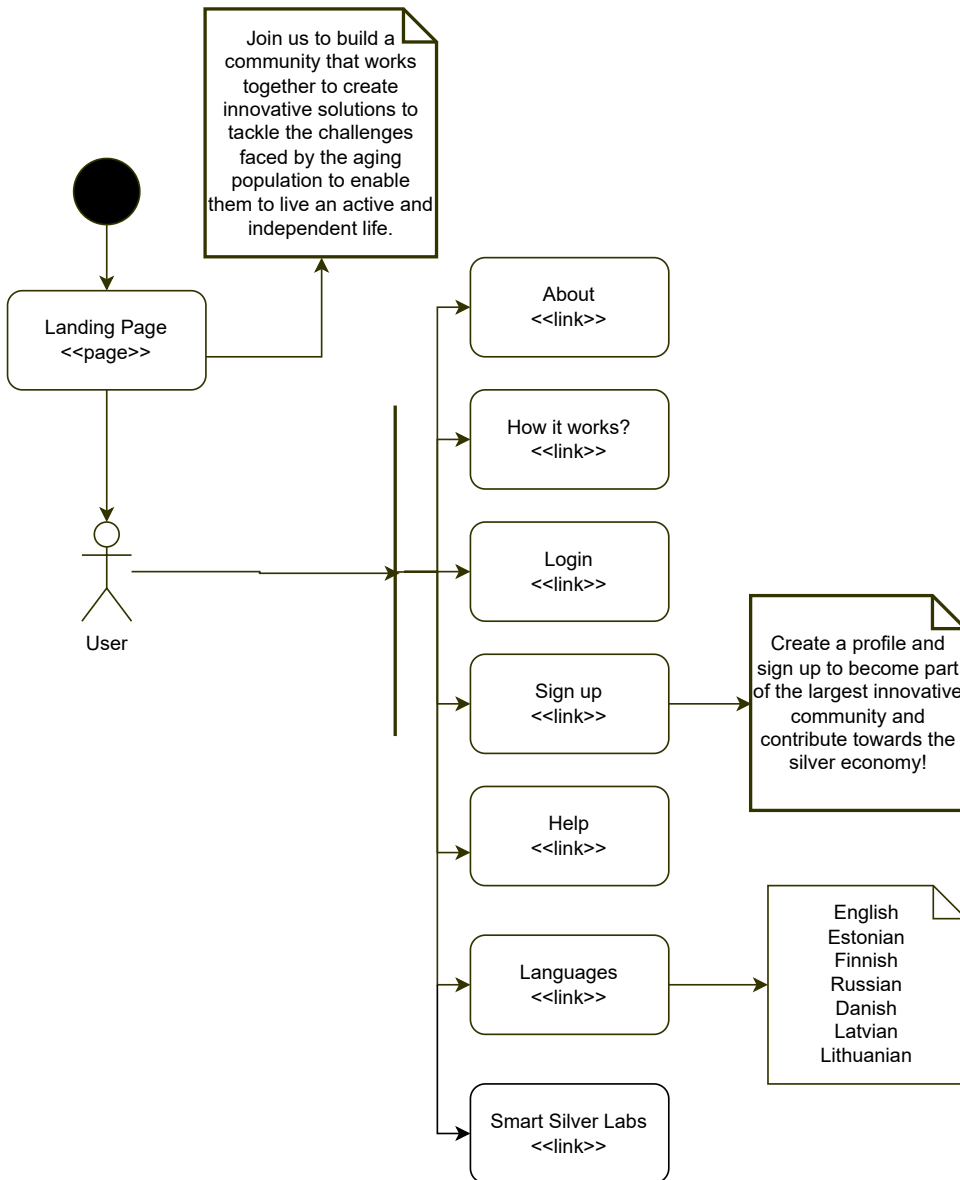 Join us to build a
community that works
together to create
innovative solutions to
tackle the challenges
faced by the aging
population to enable
them to live an active and
independent life.
Landing Page
<<page>>
User
About
<<link>>
How it works?
<<link>>
Login
<<link>>
Sign up
<<link>>
Create a profile and
sign up to become part
of the largest innovative
community and
contribute towards the
silver economy!
Help
<<link>>
Languages
<<link>>
English
Estonian
Finnish
Russian
Danish
Latvian
Lithuanian
Smart Silver Labs
<<link>>